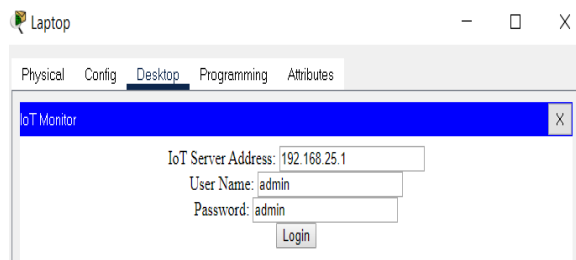 Laptop
Physical Config Desktop Programming Attributes
IoT Monitor X
IoT Server Address: 192.168.25.1
User Name: admin
Password: admin
Login